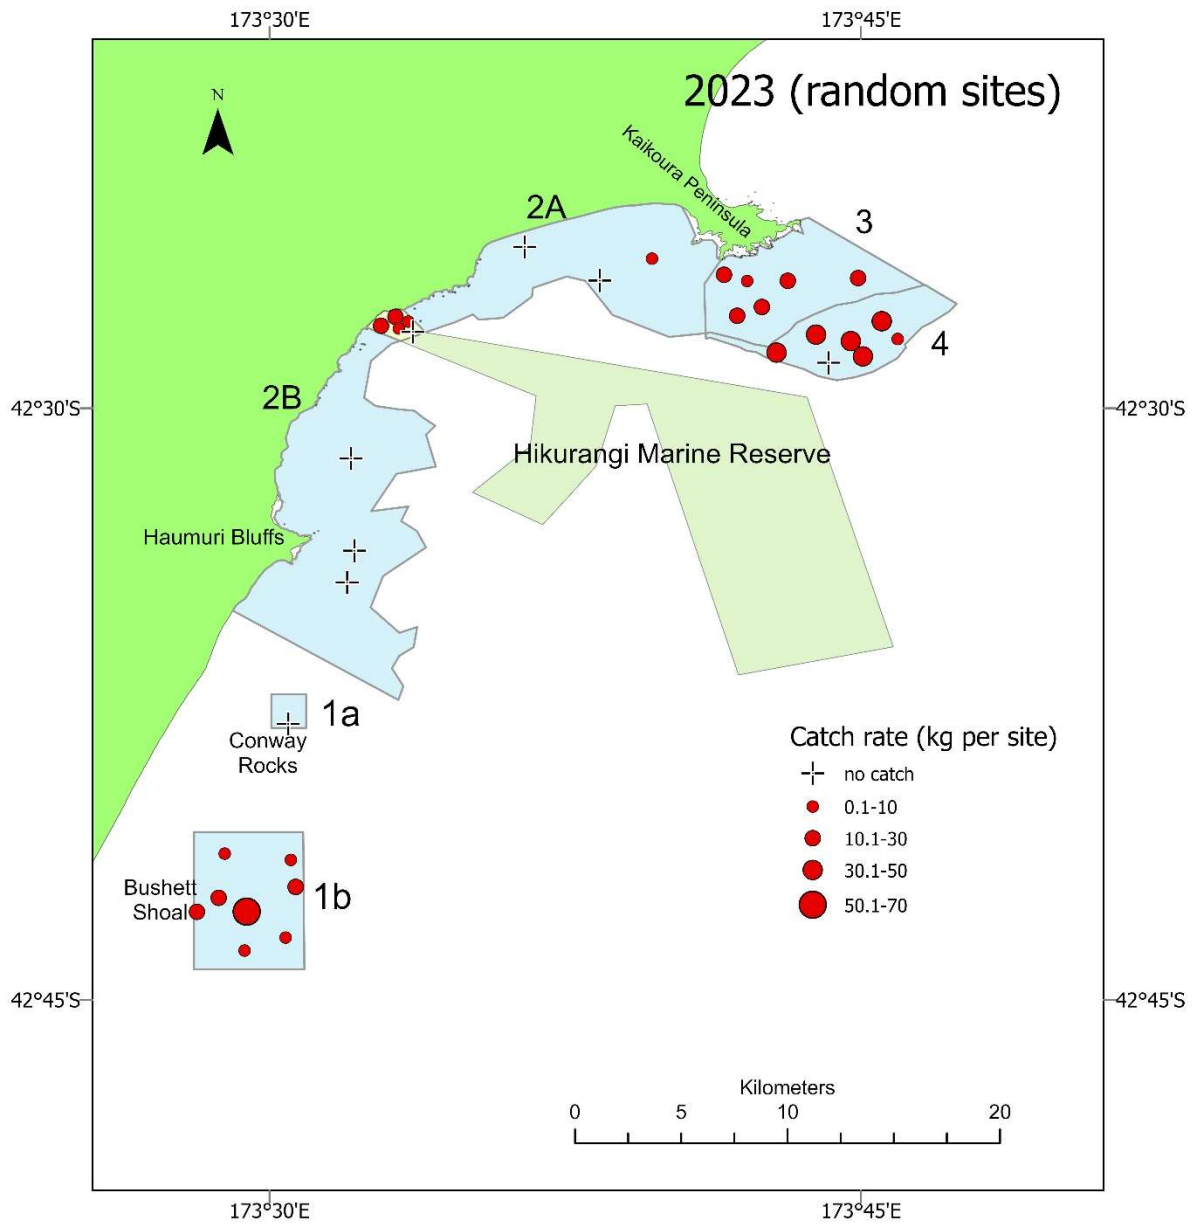 173°30'E
173°45'E
2023 (random sites)
N
Kaikoura Peninsula
2A
3
4
2B
42°30'S
42°30'S
Hikurangi Marine Reserve
Haumuri Bluffs
1a
Conway
Rocks
Catch rate (kg per site)
no catch
0.1-10
10.1-30
30.1-50
50.1-70
Bushett
Shoal
1b
42°45'S
42°45'S
Kilometers
0
5
10
20
173°30'E
173°45'E